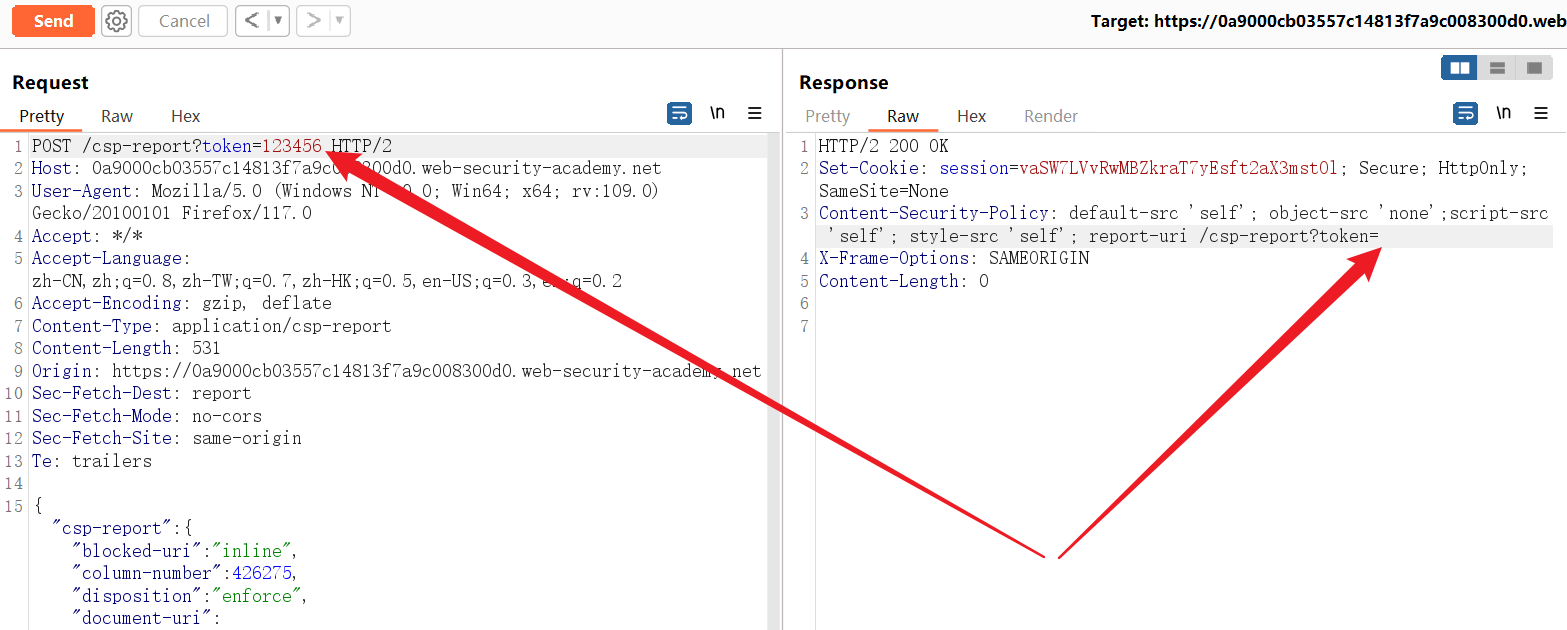 Send
Cancel
<
>
Target: https://0a9000cb03557c14813f7a9c008300d0.web
Request
Pretty Raw Hex
\n
1 POST /csp-report?token=123456 HTTP/2
2 Host: 0a9000cb03557c14813f7a9c008300d0.web-security-academy.net
3 User-Agent: Mozilla/5.0 (Windows NT 0.0; Win64; x64; rv:109.0)
Gecko/20100101 Firefox/117.0
4 Accept: */*
5 Accept-Language:
zh-CN,zh;q=0.8,zh-TW;q=0.7,zh-HK;q=0.5,en-US;q=0.3,en;q=0.2
6 Accept-Encoding: gzip, deflate
7 Content-Type: application/csp-report
8 Content-Length: 531
9 Origin: https://0a9000cb03557c14813f7a9c008300d0.web-security-academy.net
10 Sec-Fetch-Dest: report
11 Sec-Fetch-Mode: no-cors
12 Sec-Fetch-Site: same-origin
13 Te: trailers
14
15 {
"csp-report":{
"blocked-uri":"inline",
"column-number":426275,
"disposition":"enforce",
"document-uri":
Response
Pretty Raw Hex Render
\n
1 HTTP/2 200 OK
2 Set-Cookie: session=vaSW7LVvRwMBZkraT7yEsft2aX3mst0l; Secure; HttpOnly;
SameSite=None
3 Content-Security-Policy: default-src 'self'; object-src 'none';script-src
'self'; style-src 'self'; report-uri /csp-report?token=
4 X-Frame-Options: SAMEORIGIN
5 Content-Length: 0
6
7